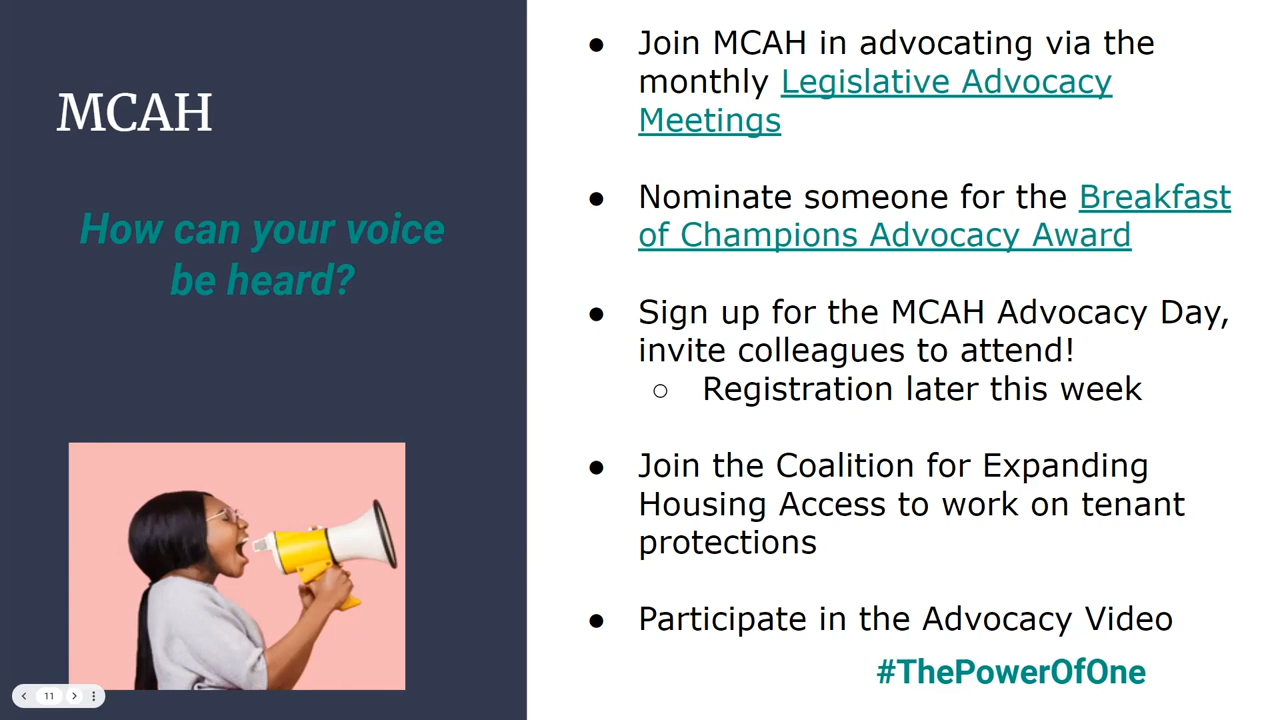 MCAH
How can your voice
be heard?
● Join MCAH in advocating via the
monthly Legislative Advocacy
Meetings
● Nominate someone for the Breakfast
of Champions Advocacy Award
● Sign up for the MCAH Advocacy Day,
invite colleagues to attend!
○ Registration later this week
● Join the Coalition for Expanding
Housing Access to work on tenant
protections
● Participate in the Advocacy Video
#ThePowerOfOne
11